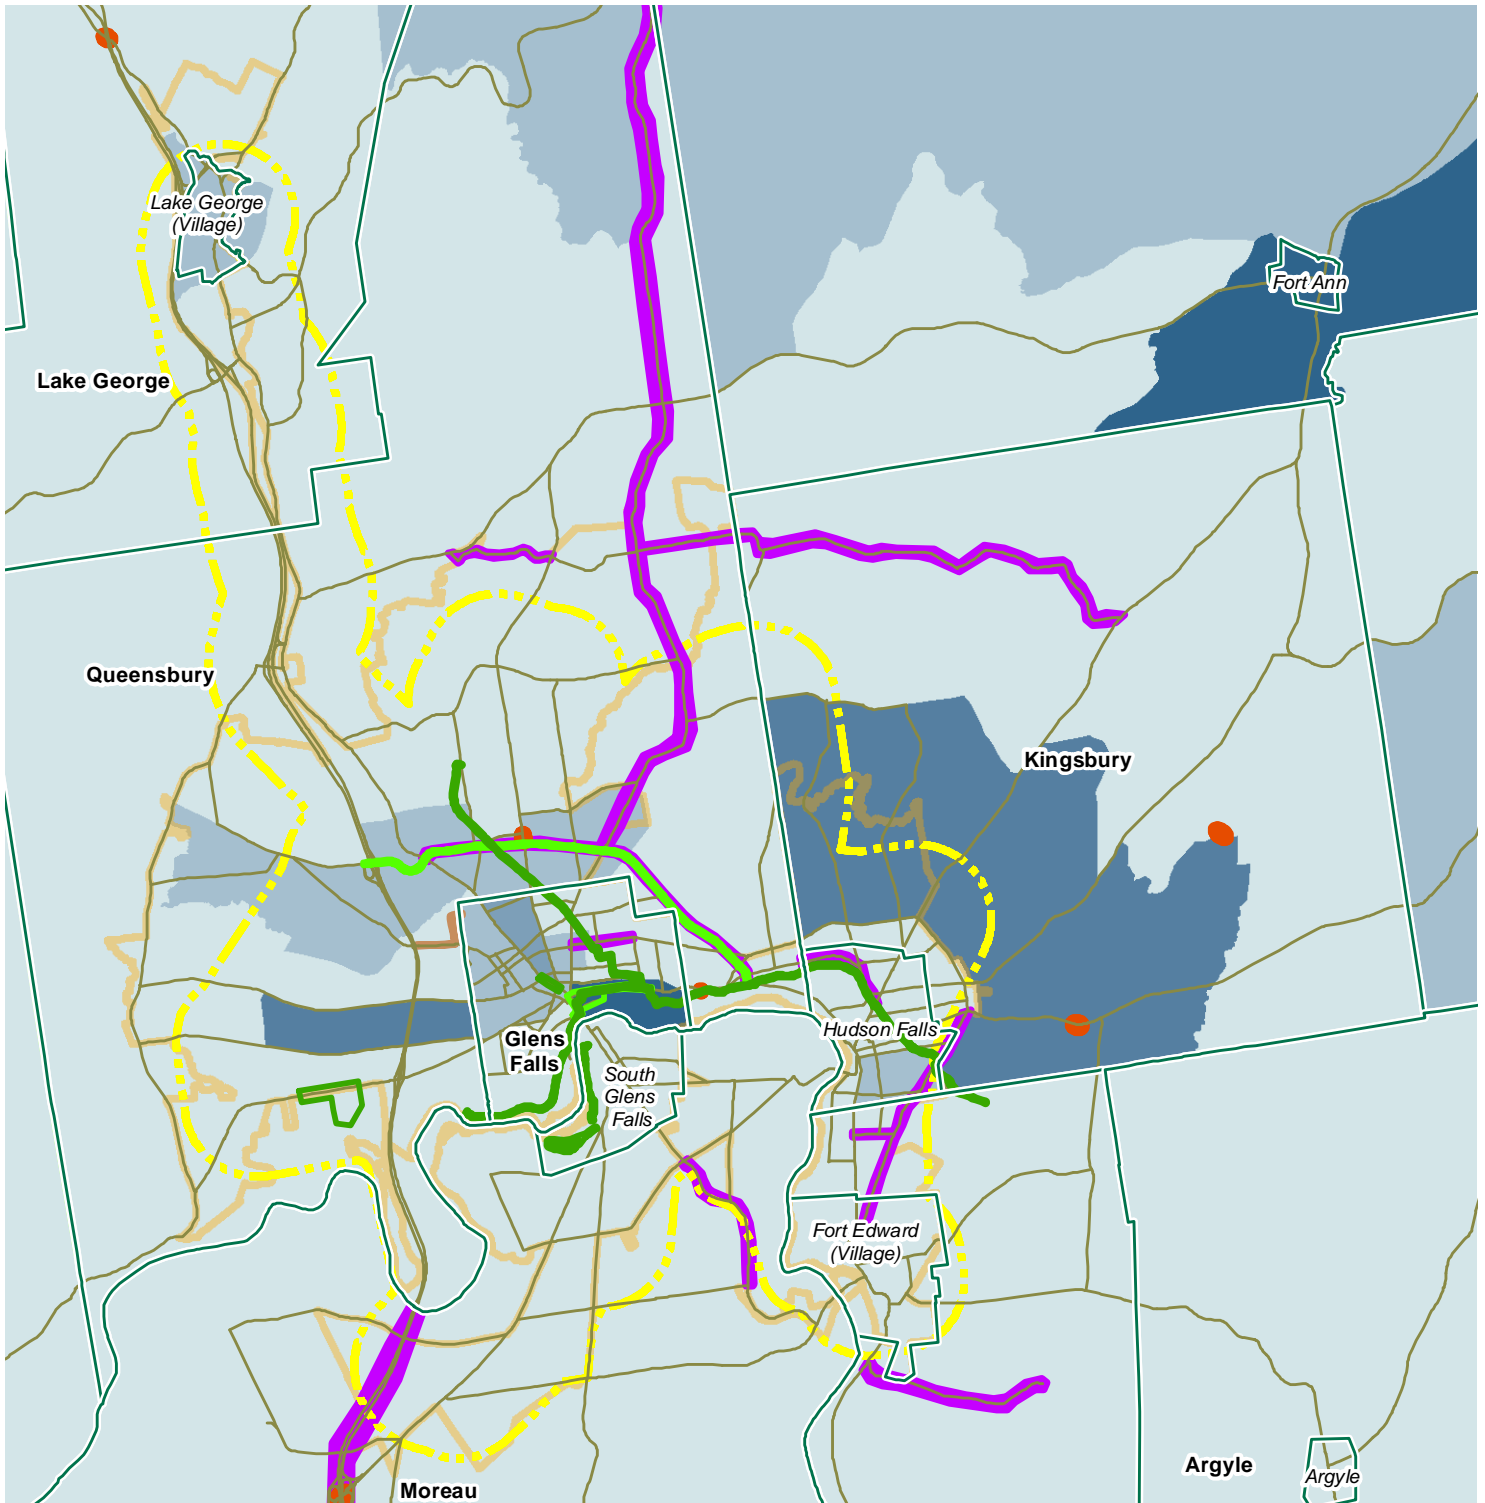 Lake George
(Village)
Fort Ann
Lake George
Queensbury
Kingsbury
Glens
Falls
Hudson Falls
South
Glens
Falls
Fort Edward
(Village)
Argyle
Argyle
Moreau